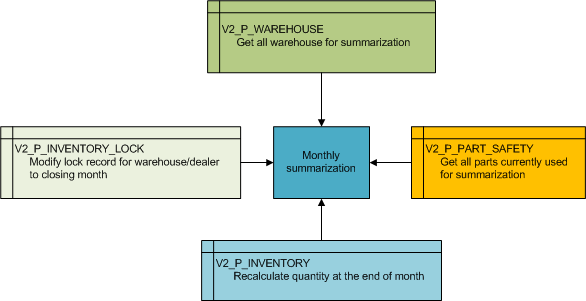 V2_P_WAREHOUSE
Get all warehouse for summarization
V2_P_INVENTORY_LOCK
Modify lock record for warehouse/dealer
to closing month
Monthly
summarization
V2_P_PART_SAFETY
Get all parts currently used
for summarization
V2_P_INVENTORY
Recalculate quantity at the end of month